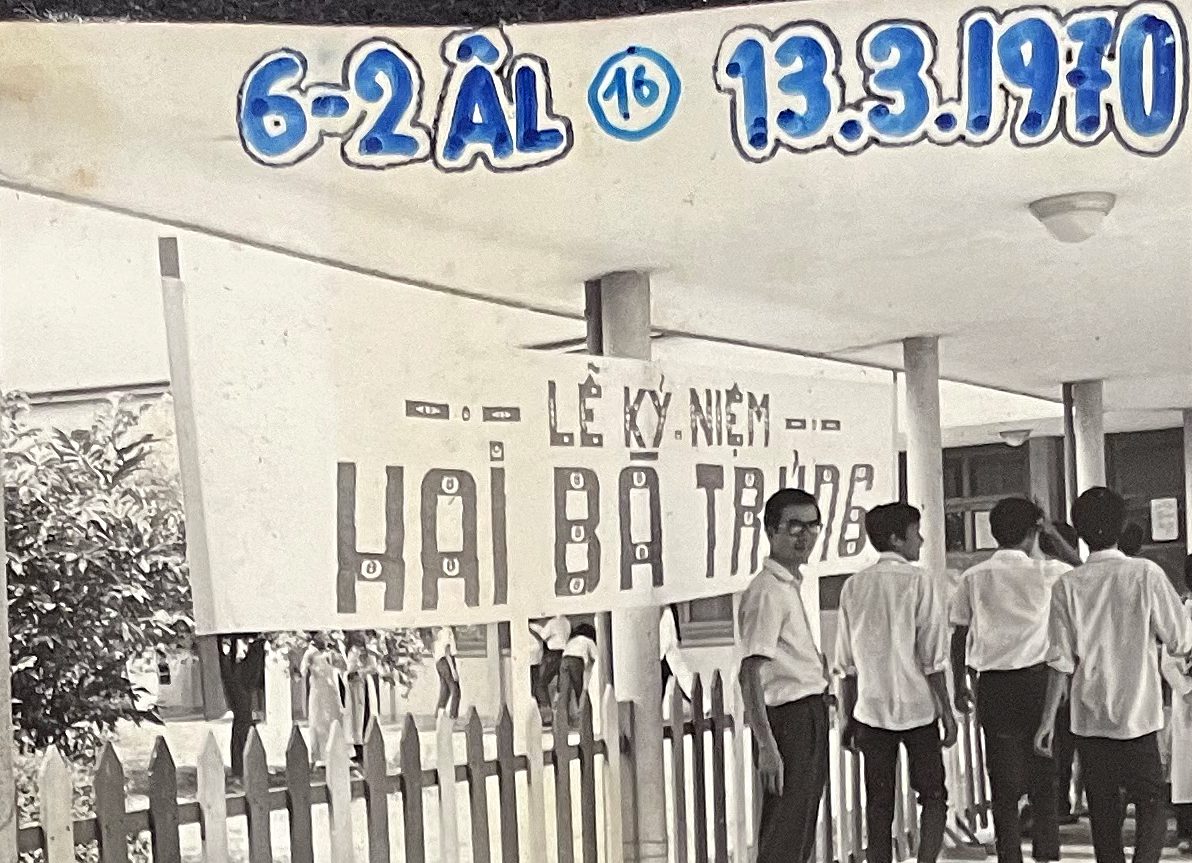 6-2 ÂL 16 13.3.1970
LỄ KỶ.NIỆM
HAI BÀ TRƯNG